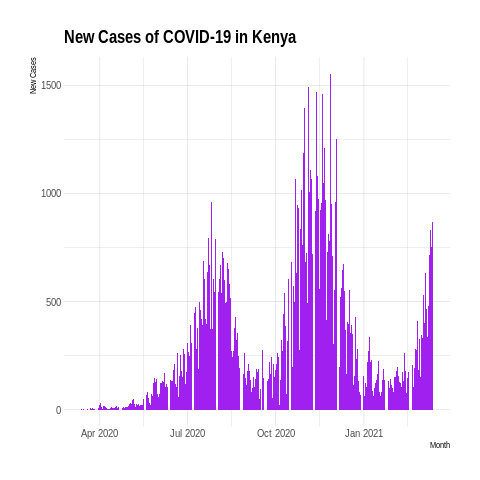 New Cases of COVID-19 in Kenya
New Cases
1500
1000
500
0
Apr 2020
Jul 2020
Oct 2020
Jan 2021
Month